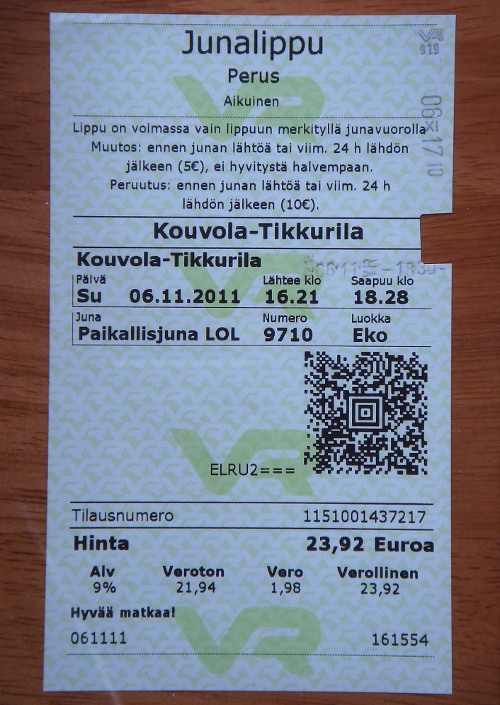 Junalippu
919
Perus
Aikuinen
Lippu on voimassa vain lippuun merkityllä junavuorolla
Muutos: ennen junan lähtöä tai viim. 24 h lähdön
jälkeen (5€), ei hyvitystä halvempaan.
Peruutus: ennen junan lähtöä tai viim. 24 h
lähdön jälkeen (10€).
Kouvola-Tikkurila
Kouvola-Tikkurila
Päivä Lähtee klo Saapuu klo
Su 06.11.2011 16.21 18.28
Juna Numero Luokka
Paikallisjuna LOL 9710 Eko
ELRU2===
VR
Tilausnumero 1151001437217
Hinta 23,92 Euroa
Alv Veroton Vero Verollinen
9% 21,94 1,98 23,92
Hyvää matkaa!
061111 161554
VR